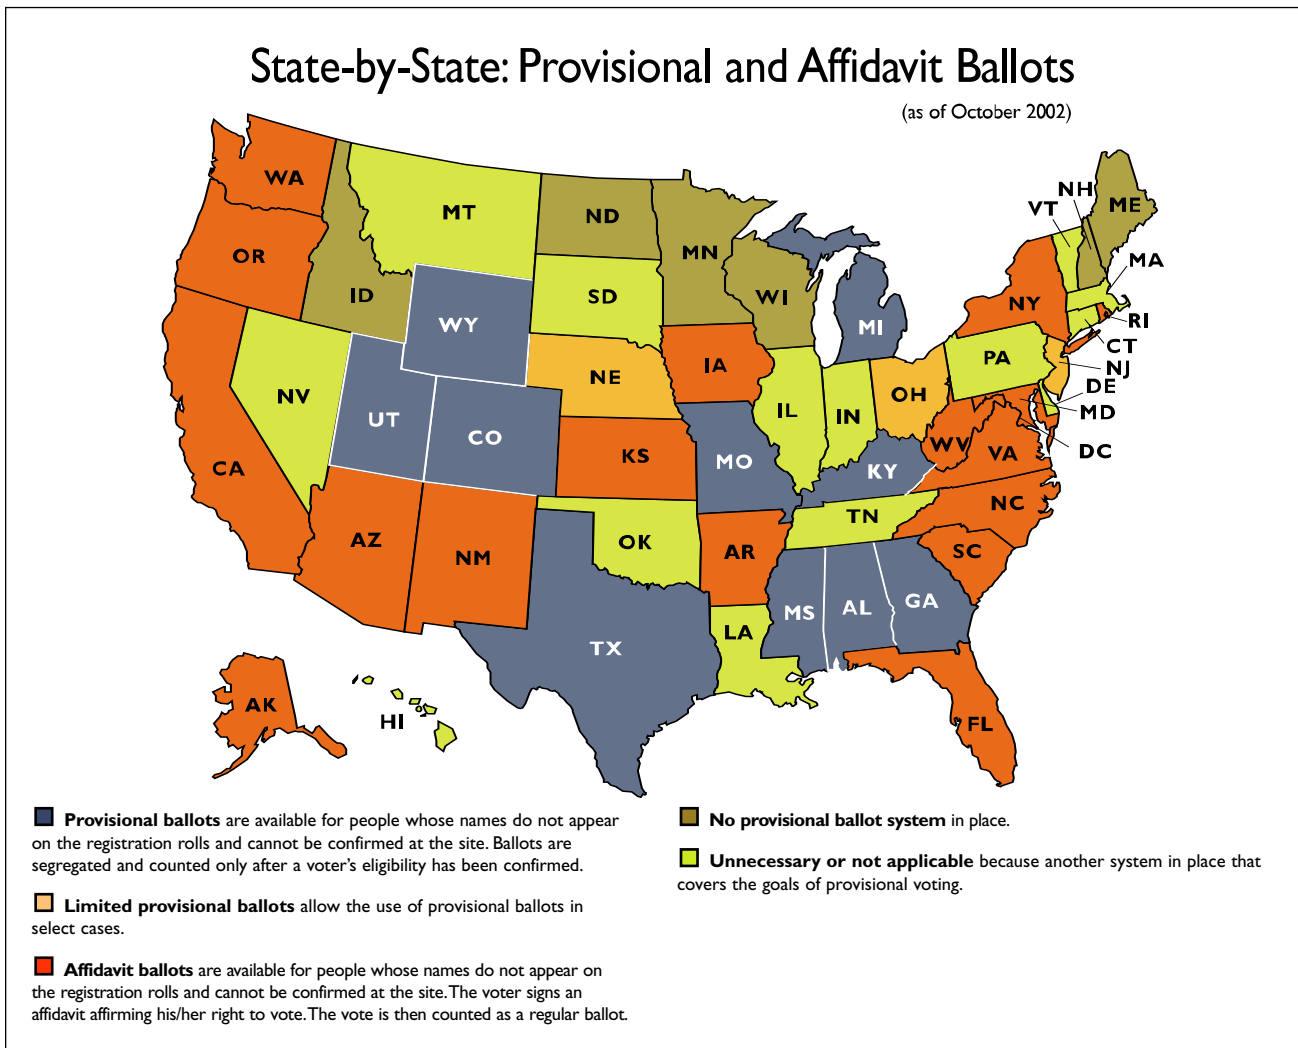 State-by-State: Provisional and Affidavit Ballots
(as of October 2002)
WA
MT
ND
MN
NH
VT
ME
OR
ID
SD
WI
MA
WY
MI
NY
RI
NV
NE
IA
PA
CT
NJ
UT
CO
IL
IN
OH
DE
MD
CA
KS
MO
KY
WV
VA
DC
AZ
NM
OK
AR
TN
NC
SC
TX
LA
MS
AL
GA
AK
HI
FL
Provisional ballots are available for people whose names do not appear
on the registration rolls and cannot be confirmed at the site. Ballots are
segregated and counted only after a voter's eligibility has been confirmed.
Limited provisional ballots allow the use of provisional ballots in
select cases.
Affidavit ballots are available for people whose names do not appear on
the registration rolls and cannot be confirmed at the site. The voter signs an
affidavit affirming his/her right to vote. The vote is then counted as a regular ballot.
No provisional ballot system in place.
Unnecessary or not applicable because another system in place that
covers the goals of provisional voting.